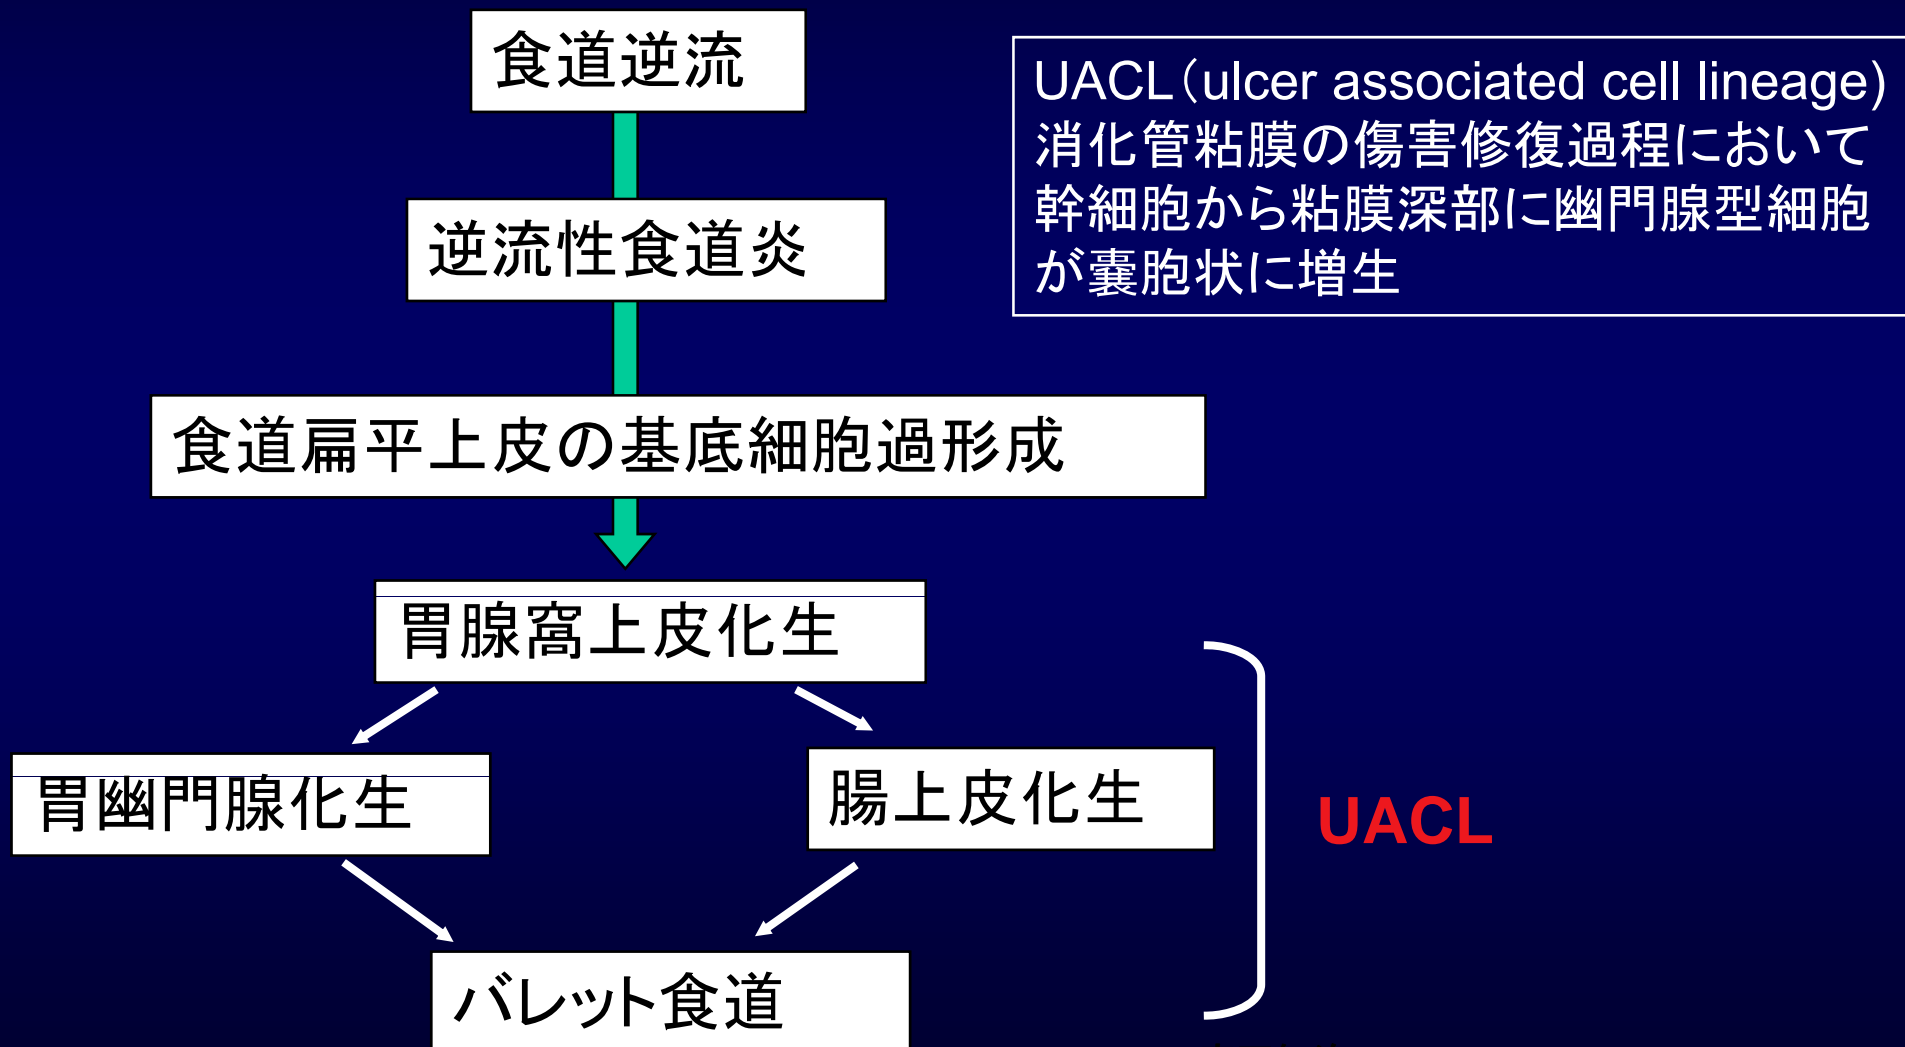 食道逆流
UACL（ulcer associated cell lineage)
消化管粘膜の傷害修復過程において
幹細胞から粘膜深部に幽門腺型細胞
が嚢胞状に増生
逆流性食道炎
食道扁平上皮の基底細胞過形成
胃腺窩上皮化生
胃幽門腺化生
腸上皮化生
UACL
バレット食道